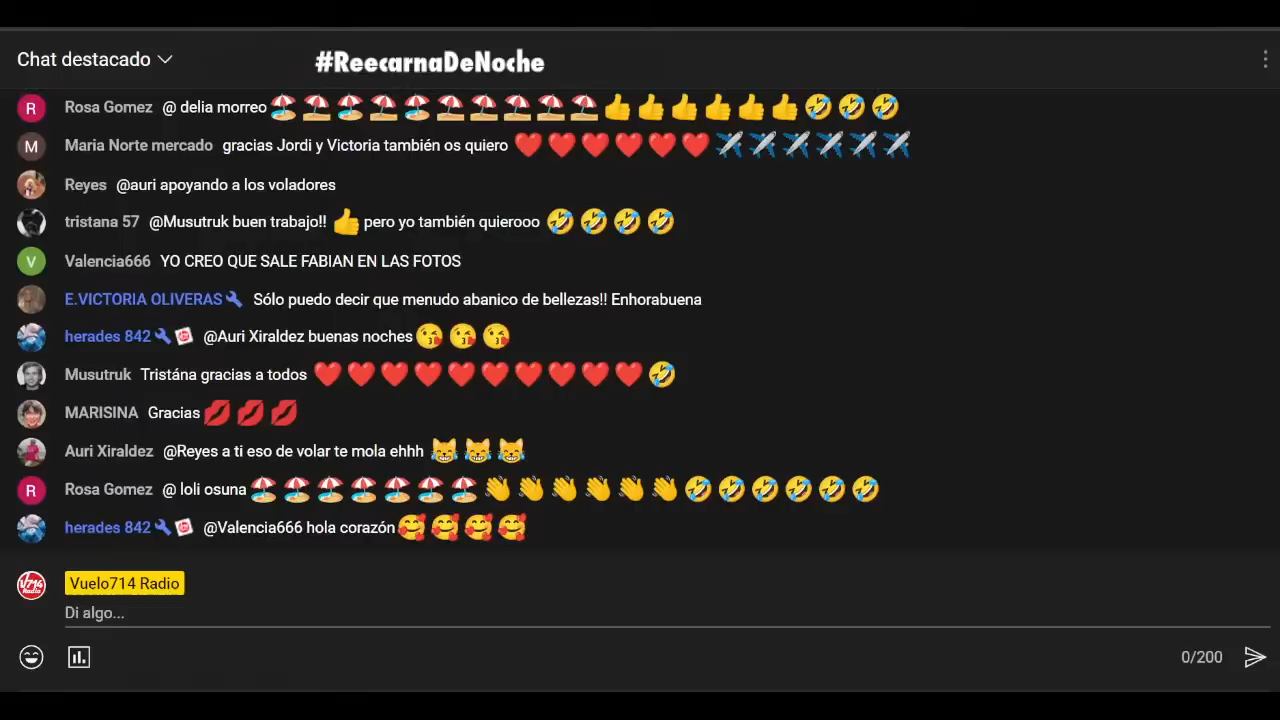 Chat destacado
#ReecarnaDeNoche
R Rosa Gomez @ delia morreo 🏖️⛱️🏖️⛱️🏖️⛱️⛱️⛱️⛱️⛱️👍👍👍👍👍👍🤣🤣🤣
M Maria Norte mercado gracias Jordi y Victoria también os quiero ❤️❤️❤️❤️❤️❤️✈️✈️✈️✈️✈️✈️
Reyes @auri apoyando a los voladores
tristana 57 @Musutruk buen trabajo!! 👍 pero yo también quierooo 🤣🤣🤣🤣
V Valencia666 YO CREO QUE SALE FABIAN EN LAS FOTOS
E.VICTORIA OLIVERAS Sólo puedo decir que menudo abanico de bellezas!! Enhorabuena
herades 842 @Auri Xiraldez buenas noches 😘😘😘
Musutruk Tristána gracias a todos ❤️❤️❤️❤️❤️❤️❤️❤️❤️❤️🤣
MARISINA Gracias 💋💋💋
Auri Xiraldez @Reyes a ti eso de volar te mola ehhh 😹😹😹
R Rosa Gomez @ loli osuna 🏖️🏖️🏖️🏖️🏖️🏖️🏖️👋👋👋👋👋👋🤣🤣🤣🤣🤣🤣
herades 842 @Valencia666 hola corazón 🥰🥰🥰🥰
V714 Radio Vuelo714 Radio
Di algo...
0/200